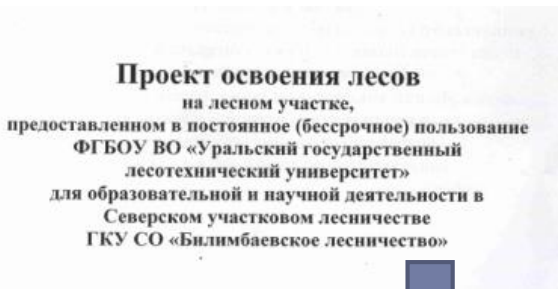 Проект освоения лесов
на лесном участке,
предоставленном в постоянное (бессрочное) пользование
ФГБОУ ВО «Уральский государственный
лесотехнический университет»
для образовательной и научной деятельности в
Северском участковом лесничестве
ГКУ СО «Билимбаевское лесничество»